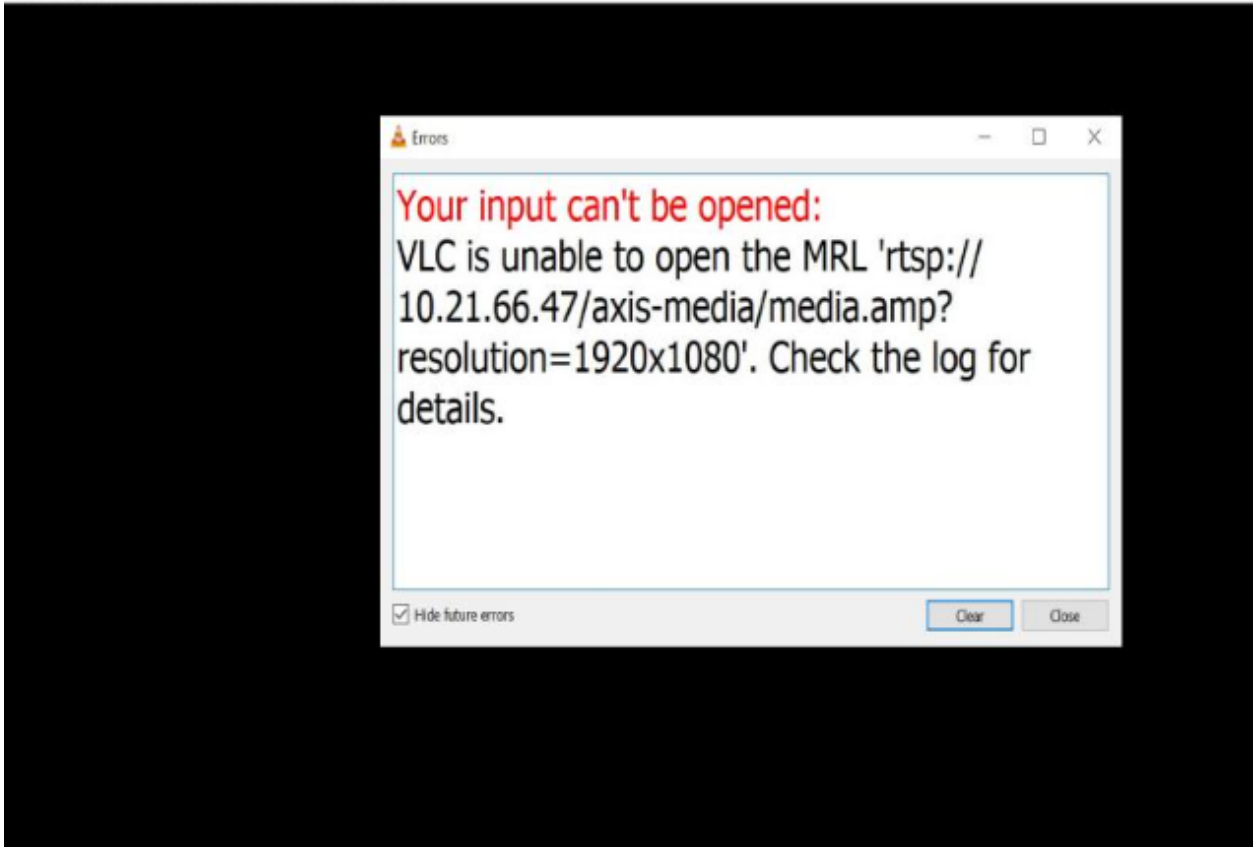 Errors
Your input can't be opened:
VLC is unable to open the MRL 'rtsp://
10.21.66.47/axis-media/media.amp?
resolution=1920x1080'. Check the log for
details.
Hide future errors
Clear
Close